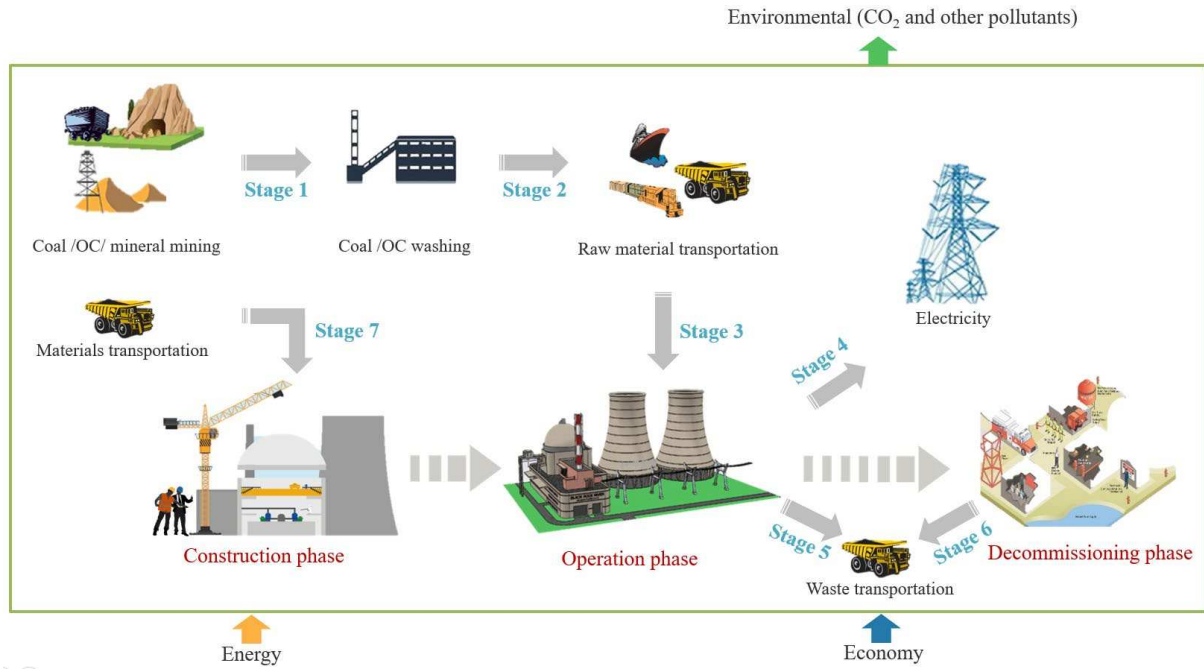 Environmental (CO₂ and other pollutants)
Stage 1
Stage 2
Coal /OC/ mineral mining
Coal /OC washing
Raw material transportation
Electricity
Materials transportation
Stage 7
Stage 3
Stage 4
Construction phase
Operation phase
Stage 5
Stage 6
Decommissioning phase
Waste transportation
Energy
Economy